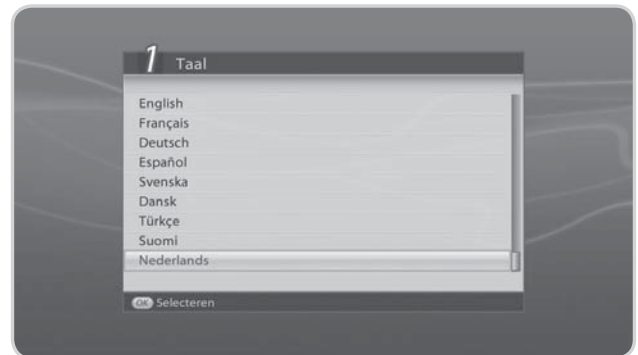 1 Taal
English
Français
Deutsch
Español
Svenska
Dansk
Türkçe
Suomi
Nederlands
OK Selecteren